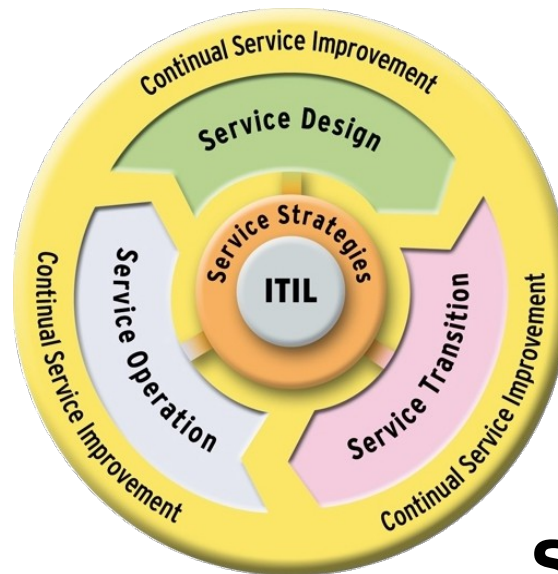 Continual Service Improvement
Service Design
Service Strategies
ITIL
Service Operation
Service Transition
Continual Service Improvement
Continual Service Improvement